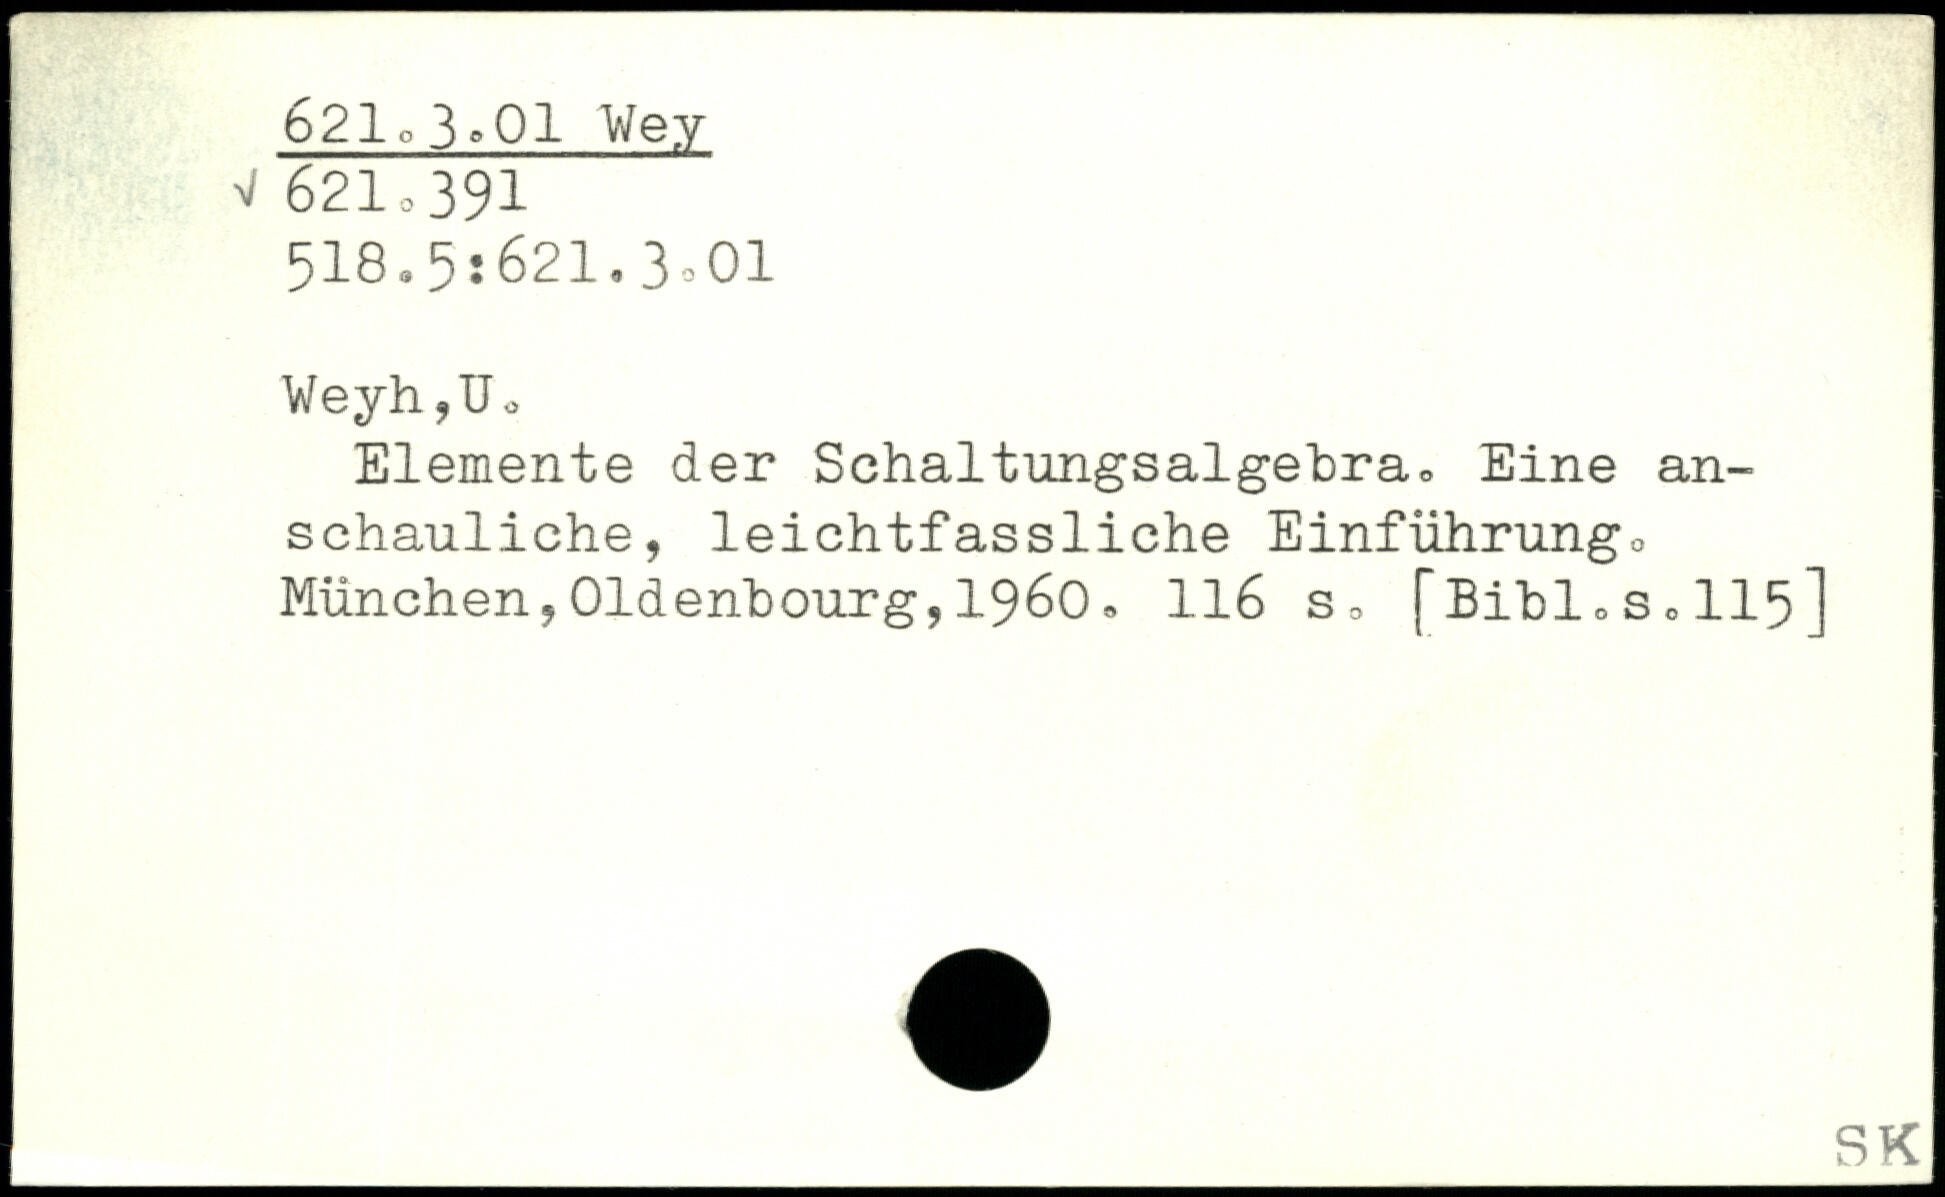 621.3.01 Wey
√ 621.391
518.5:621.3.01
Weyh,U.
Elemente der Schaltungsalgebra. Eine an-
schauliche, leichtfassliche Einführung.
München,Oldenbourg,1960. 116 s. [Bibl.s.115]
SK